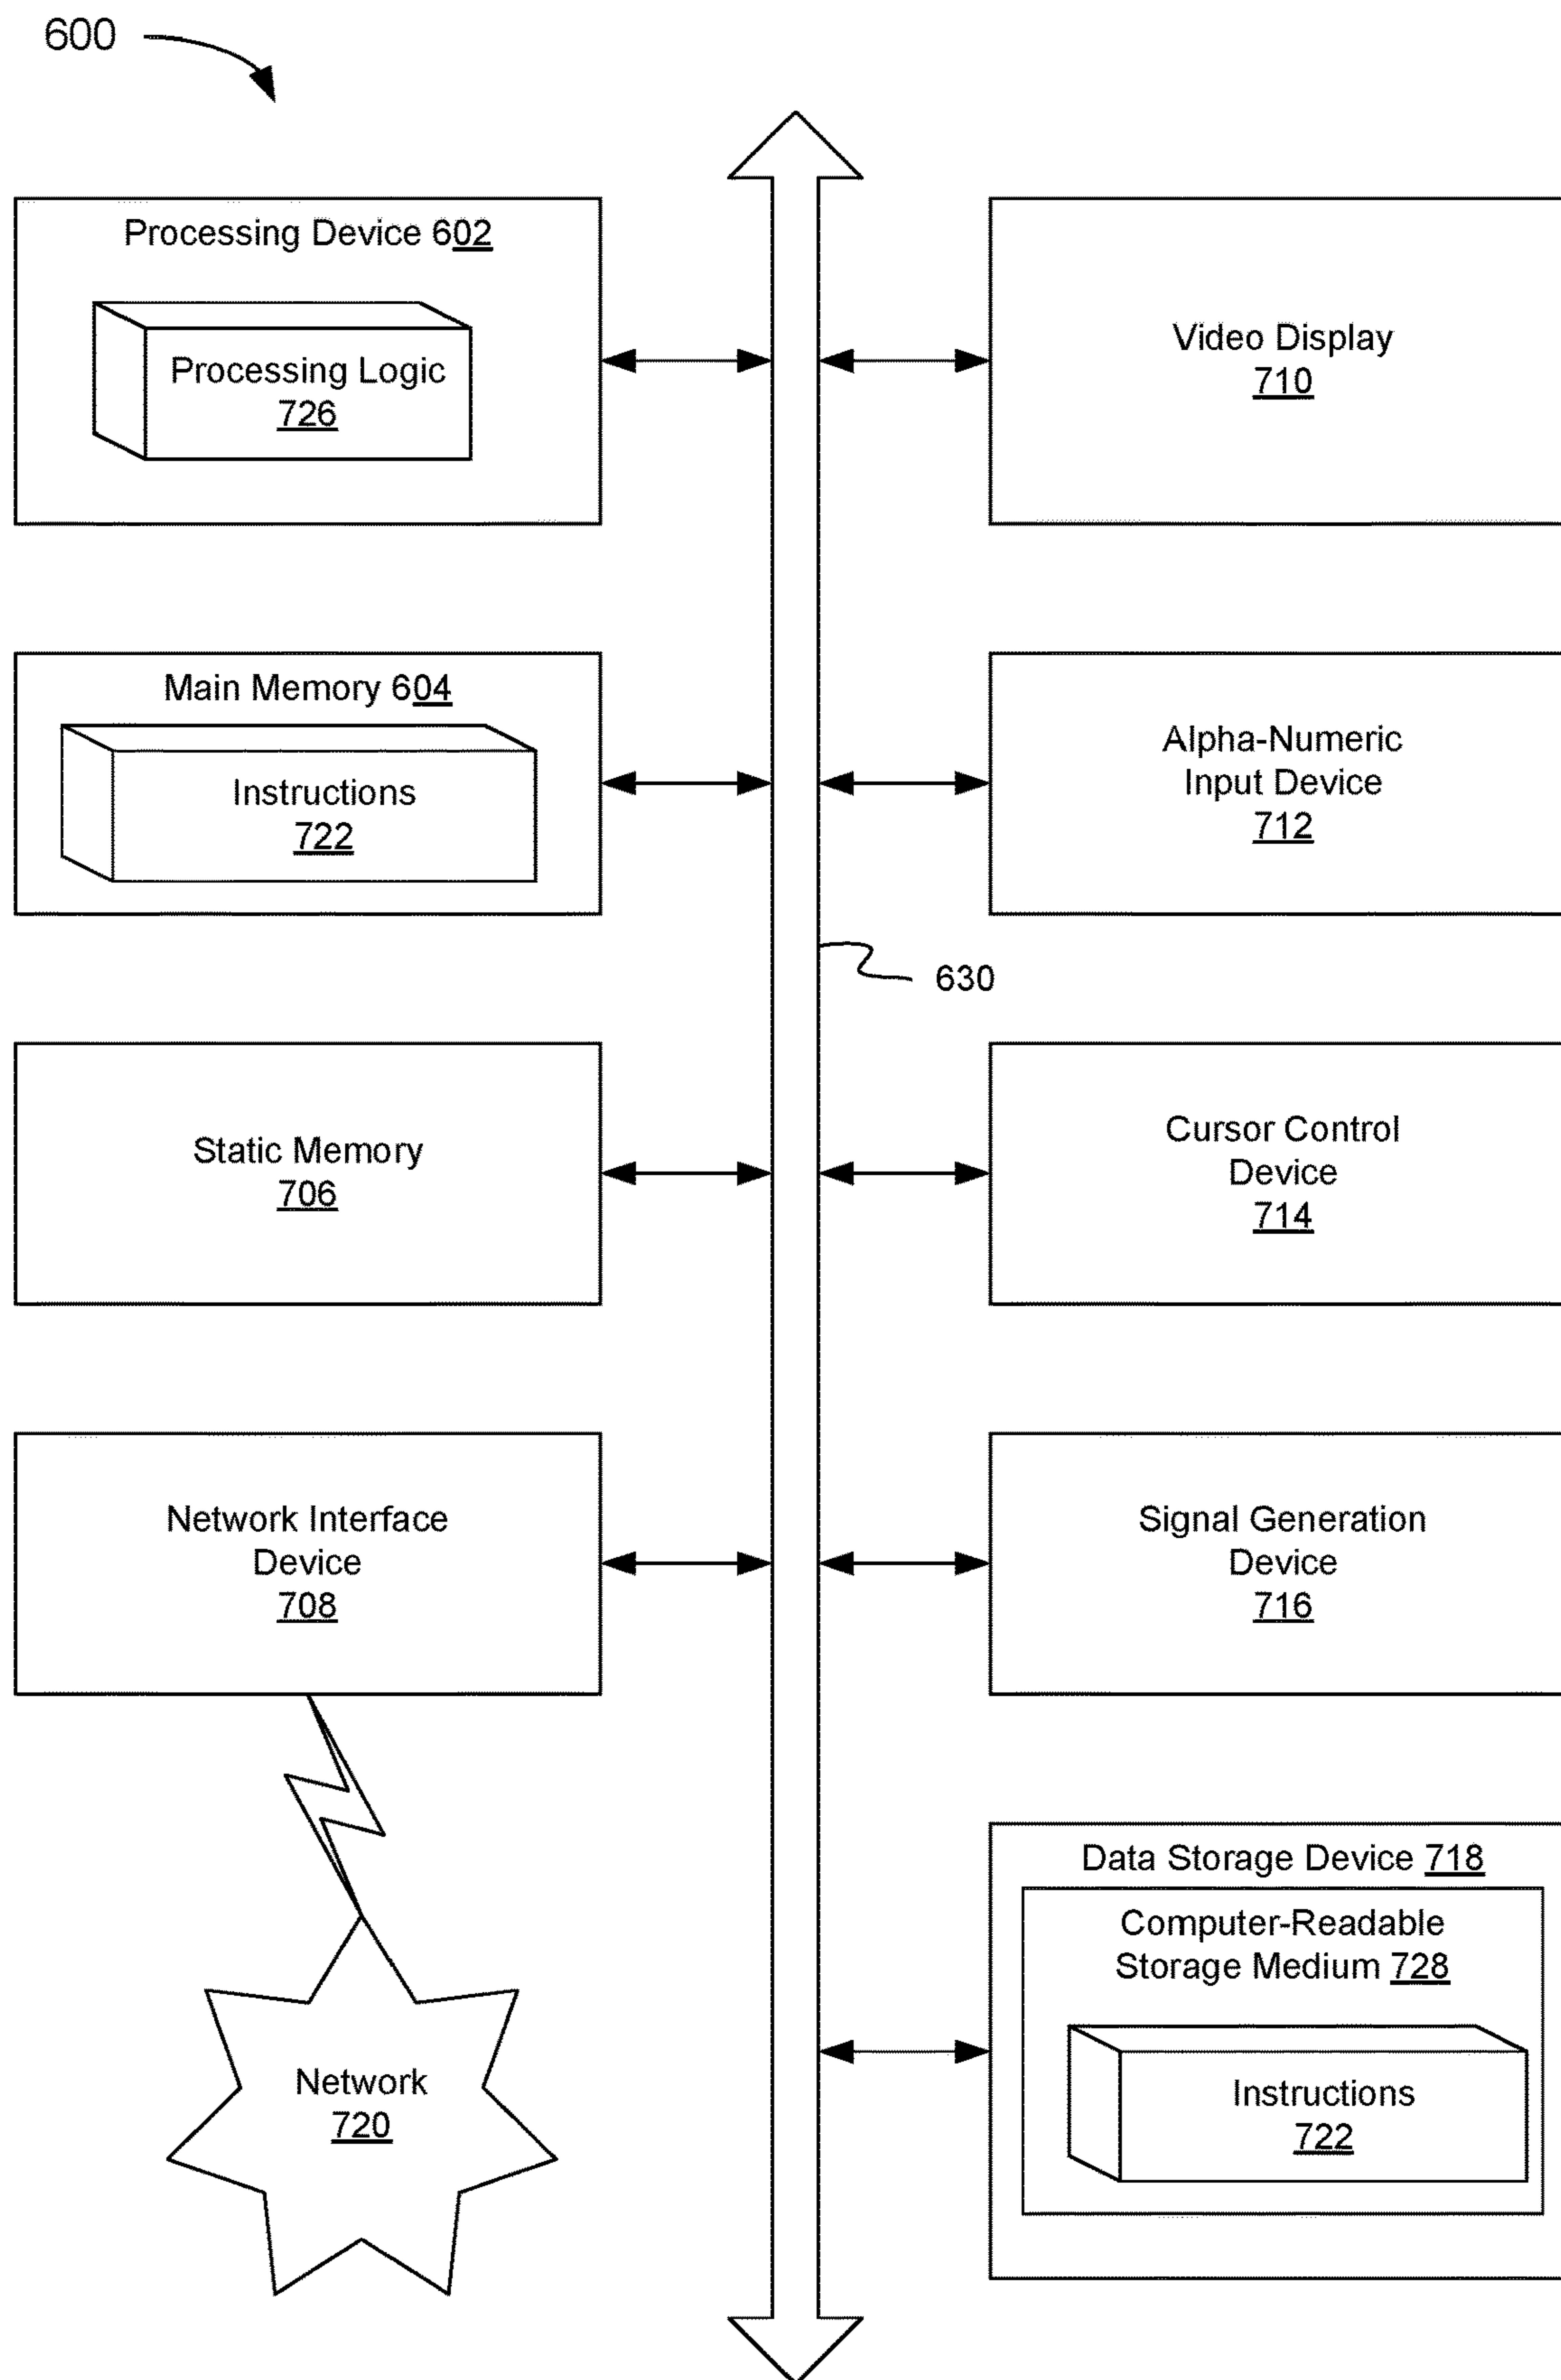 600
Processing Device 602
Processing Logic
726
Main Memory 604
Instructions
722
Static Memory
706
Network Interface
Device
708
Network
720
Video Display
710
Alpha-Numeric
Input Device
712
630
Cursor Control
Device
714
Signal Generation
Device
716
Data Storage Device 718
Computer-Readable
Storage Medium 728
Instructions
722